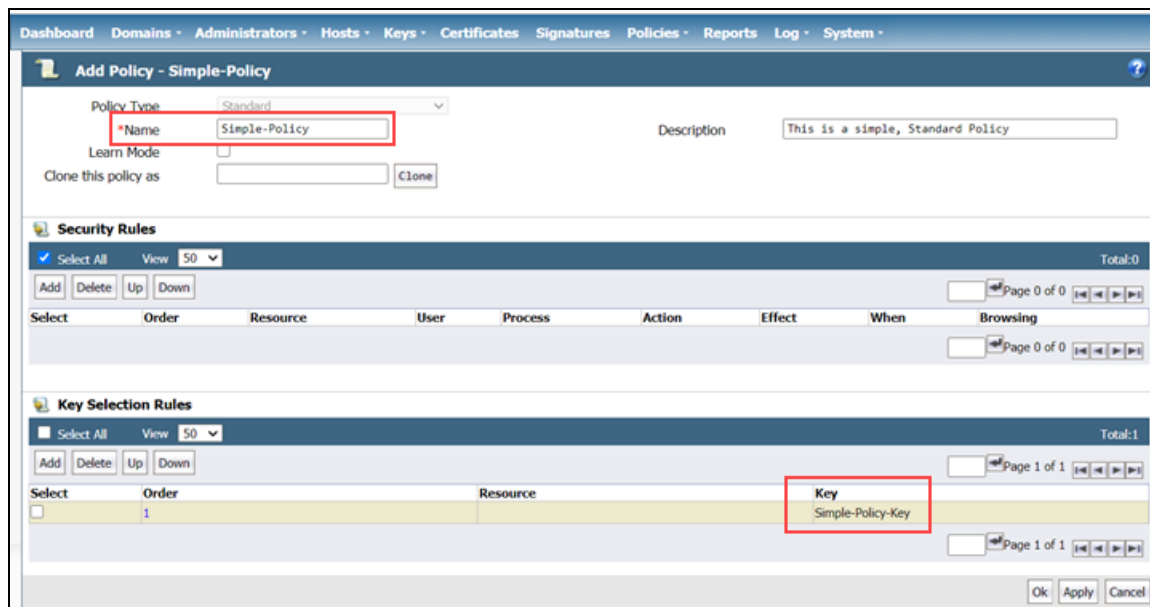 Dashboard Domains Administrators Hosts Keys Certificates Signatures Policies Reports Log System
Add Policy - Simple-Policy ?
Policy Type Standard
*Name Simple-Policy Description This is a simple, Standard Policy
Learn Mode
Clone this policy as Clone
Security Rules
Select All View 50 Total:0
Add Delete Up Down Page 0 of 0
Select Order Resource User Process Action Effect When Browsing
Page 0 of 0
Key Selection Rules
Select All View 50 Total:1
Add Delete Up Down Page 1 of 1
Select Order Resource Key
1 Simple-Policy-Key
Page 1 of 1
Ok Apply Cancel